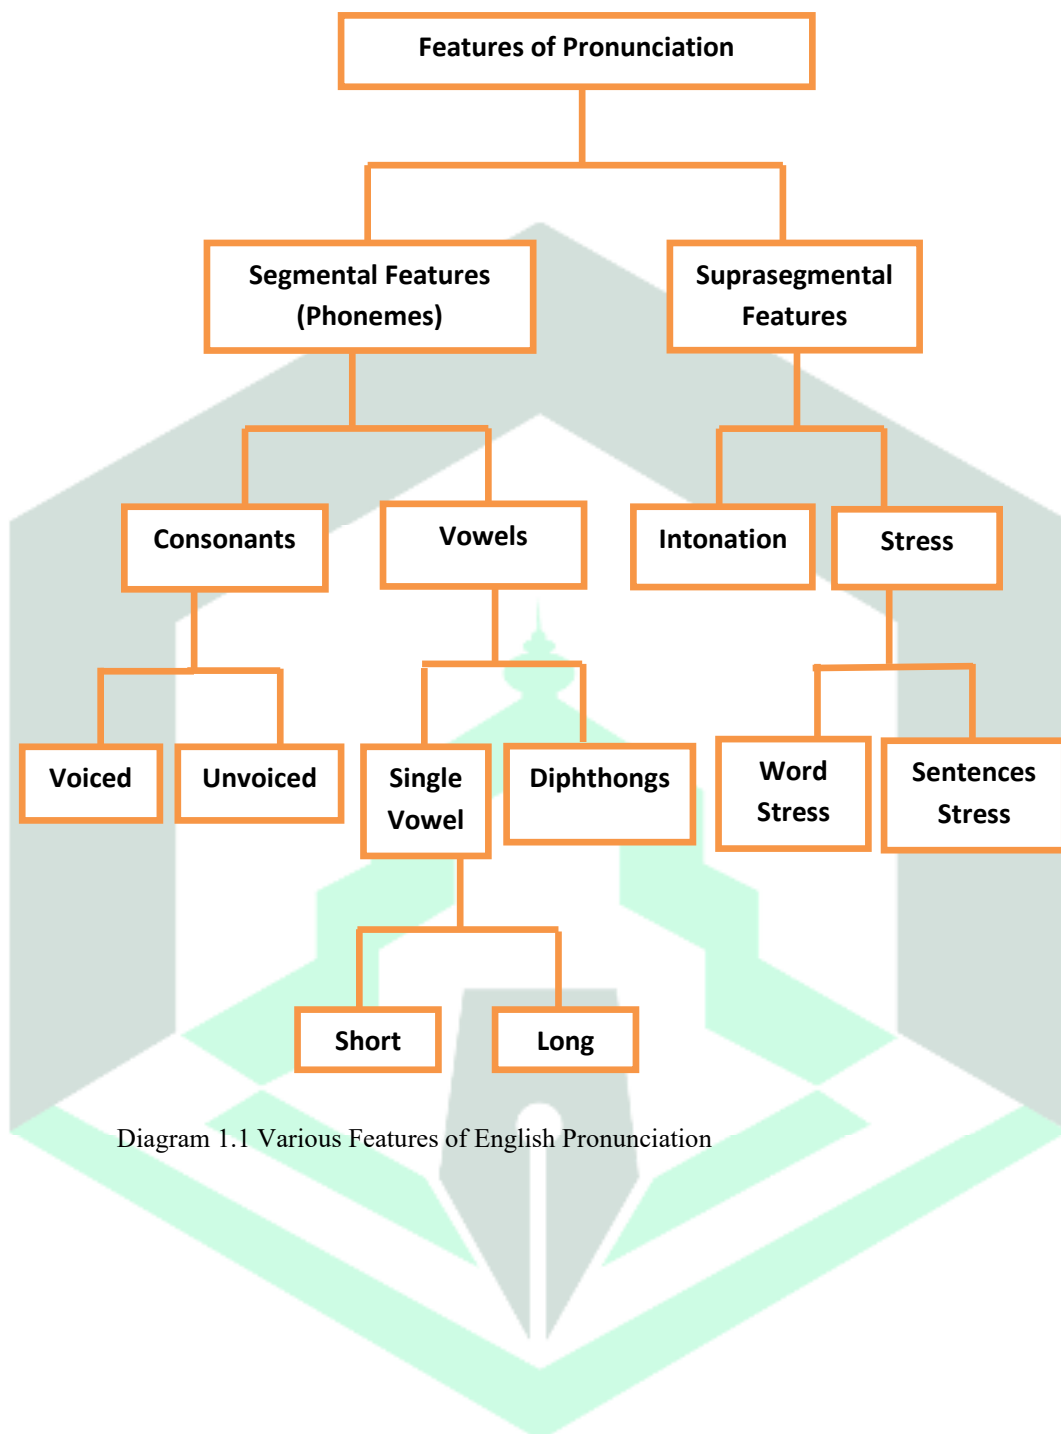 Features of Pronunciation
Segmental Features
(Phonemes)
Suprasegmental
Features
Consonants
Vowels
Intonation
Stress
Voiced
Unvoiced
Single
Vowel
Diphthongs
Word
Stress
Sentences
Stress
Short
Long
Diagram 1.1 Various Features of English Pronunciation